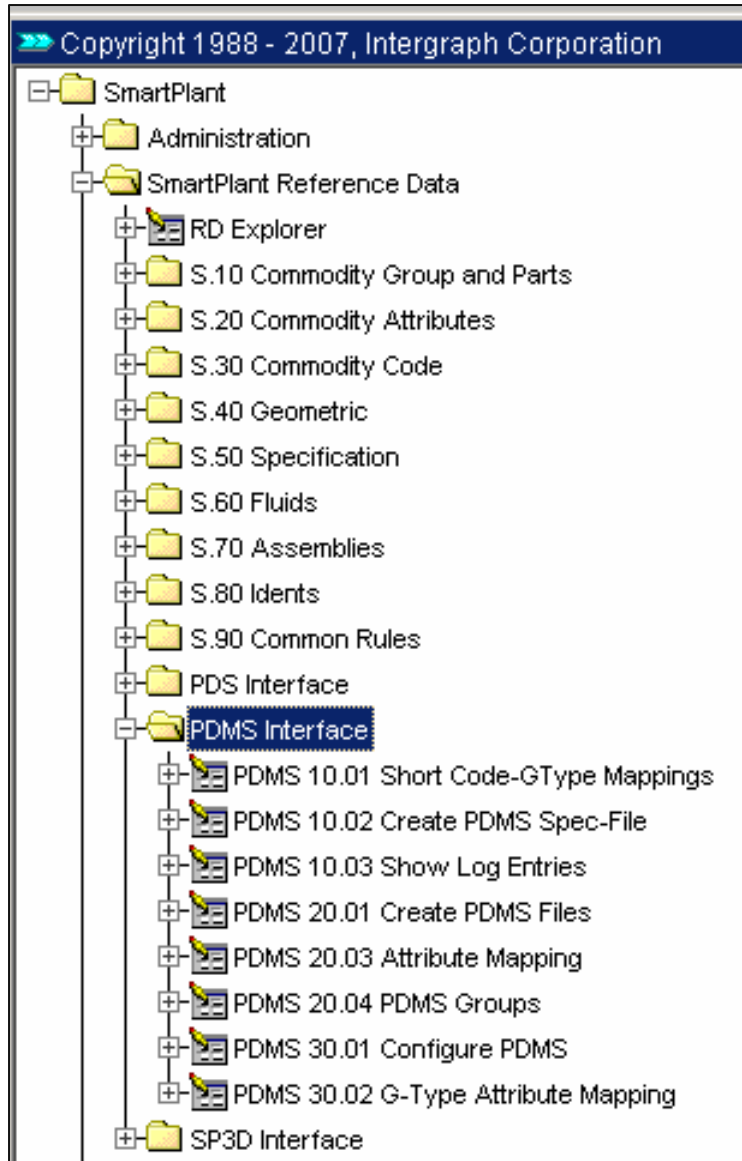 Copyright 1988 - 2007, Intergraph Corporation
SmartPlant
Administration
SmartPlant Reference Data
RD Explorer
S.10 Commodity Group and Parts
S.20 Commodity Attributes
S.30 Commodity Code
S.40 Geometric
S.50 Specification
S.60 Fluids
S.70 Assemblies
S.80 Idents
S.90 Common Rules
PDS Interface
PDMS Interface
PDMS 10.01 Short Code-GType Mappings
PDMS 10.02 Create PDMS Spec-File
PDMS 10.03 Show Log Entries
PDMS 20.01 Create PDMS Files
PDMS 20.03 Attribute Mapping
PDMS 20.04 PDMS Groups
PDMS 30.01 Configure PDMS
PDMS 30.02 G-Type Attribute Mapping
SP3D Interface